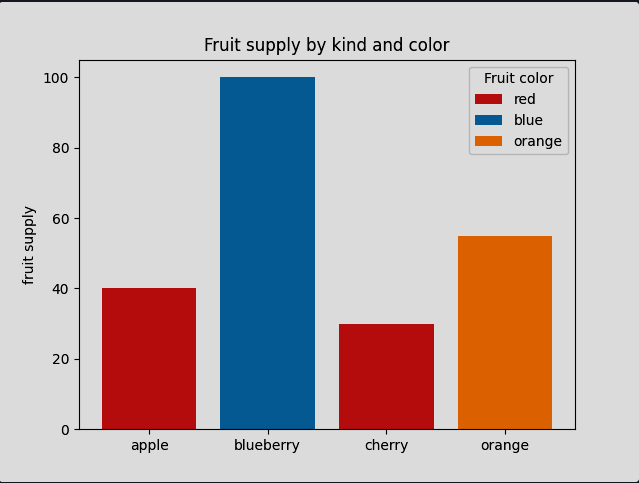 Fruit supply by kind and color
Fruit color
red
blue
orange
100
80
60
40
20
0
fruit supply
apple
blueberry
cherry
orange